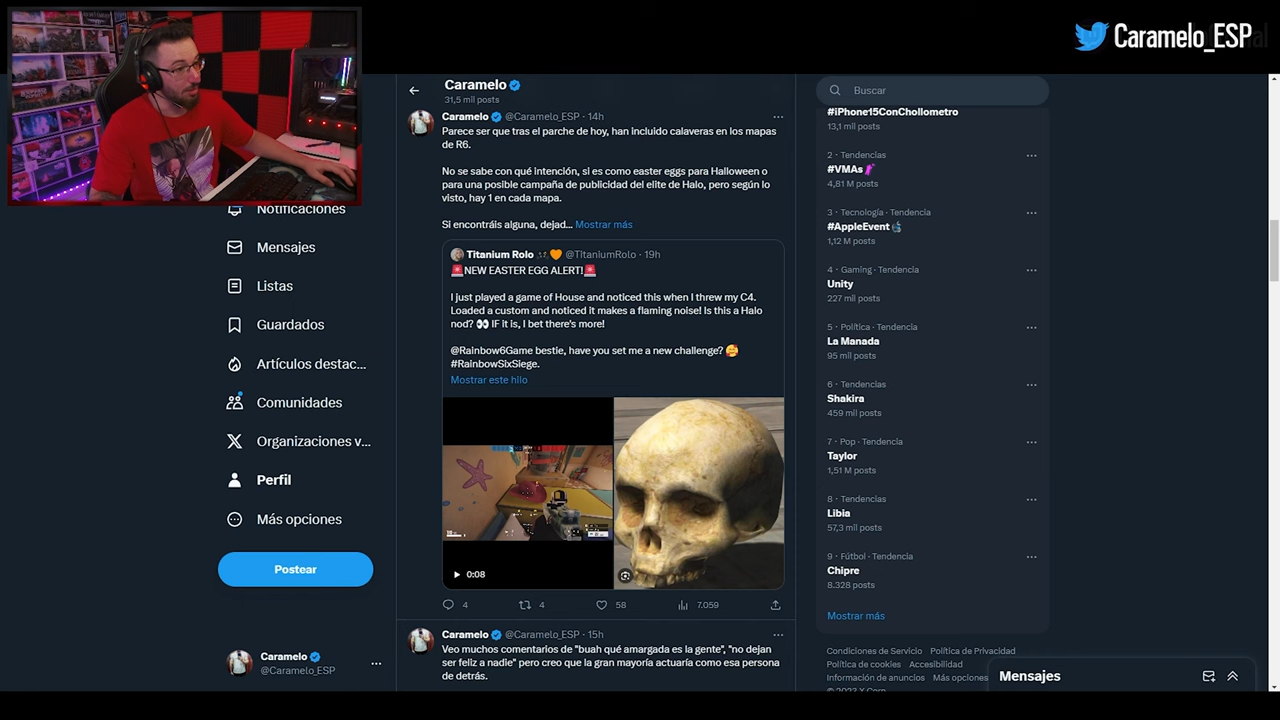 Caramelo_ESP
Caramelo
31,5 mil posts
Buscar
Notificaciones
Mensajes
Listas
Guardados
Artículos destac...
Comunidades
Organizaciones v...
Perfil
Más opciones
Postear
Caramelo
@Caramelo_ESP
Caramelo @Caramelo_ESP · 14h
Parece ser que tras el parche de hoy, han incluido calaveras en los mapas
de R6.
No se sabe con qué intención, si es como easter eggs para Halloween o
para una posible campaña de publicidad del elite de Halo, pero según lo
visto, hay 1 en cada mapa.
Si encontráis alguna, dejad... Mostrar más
Titanium Rolo @TitaniumRolo · 19h
🚨NEW EASTER EGG ALERT!🚨
I just played a game of House and noticed this when I threw my C4.
Loaded a custom and noticed it makes a flaming noise! Is this a Halo
nod? 👀 IF it is, I bet there's more!
@Rainbow6Game bestie, have you set me a new challenge? 🥰
#RainbowSixSiege.
Mostrar este hilo
0:08
4 4 58 7.059
Caramelo @Caramelo_ESP · 15h
Veo muchos comentarios de "buah qué amargada es la gente", "no dejan
ser feliz a nadie" pero creo que la gran mayoría actuaría como esa persona
de detrás.
#iPhone15ConChollometro
13,1 mil posts
2 · Tendencias
#VMAs
4,81 M posts
3 · Tecnología · Tendencia
#AppleEvent
1,12 M posts
4 · Gaming · Tendencia
Unity
227 mil posts
5 · Política · Tendencia
La Manada
95 mil posts
6 · Tendencias
Shakira
459 mil posts
7 · Pop · Tendencia
Taylor
1,51 M posts
8 · Tendencias
Libia
57,3 mil posts
9 · Fútbol · Tendencia
Chipre
8.328 posts
Mostrar más
Condiciones de Servicio Política de Privacidad
Política de cookies Accesibilidad
Información de anuncios Más opciones
© 2023 X Corp.
Mensajes